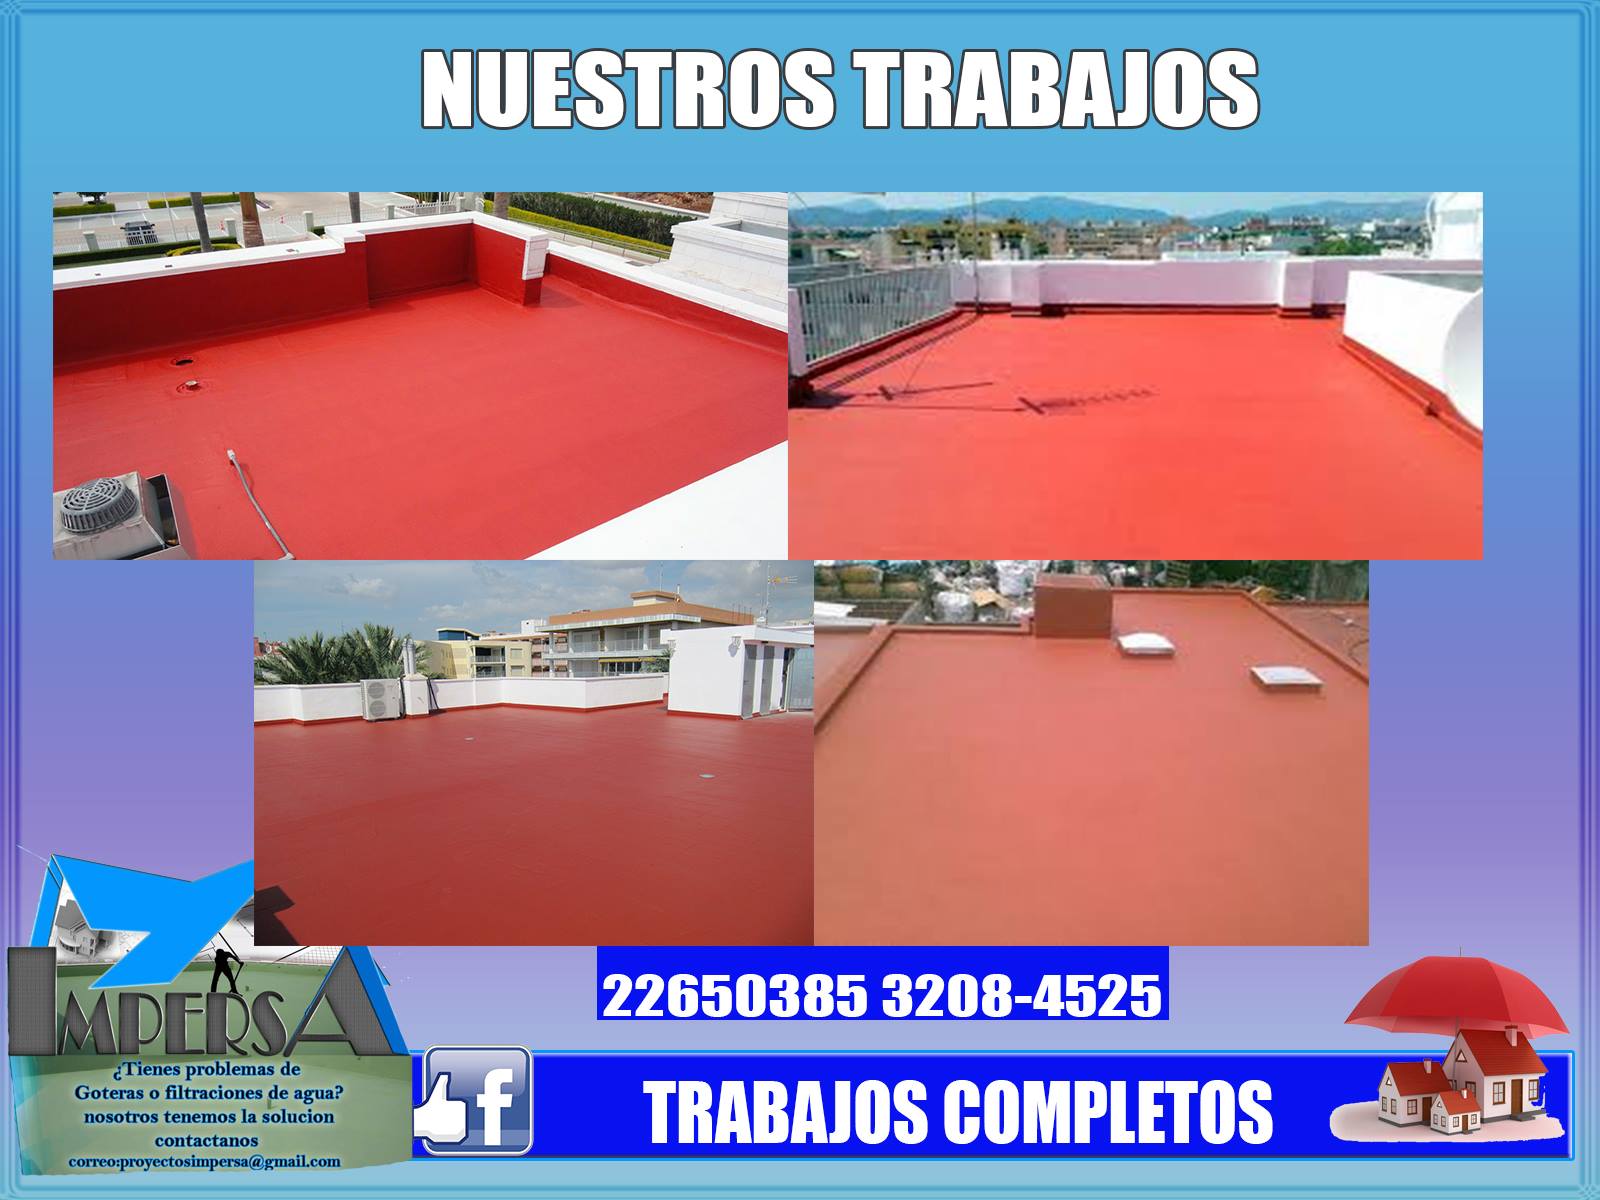 NUESTROS TRABAJOS
22650385 3208-4525
IMPERSA
¿Tienes problemas de
Goteras o filtraciones de agua?
nosotros tenemos la solucion
contactanos
correo:proyectosimpersa@gmail.com
f
TRABAJOS COMPLETOS